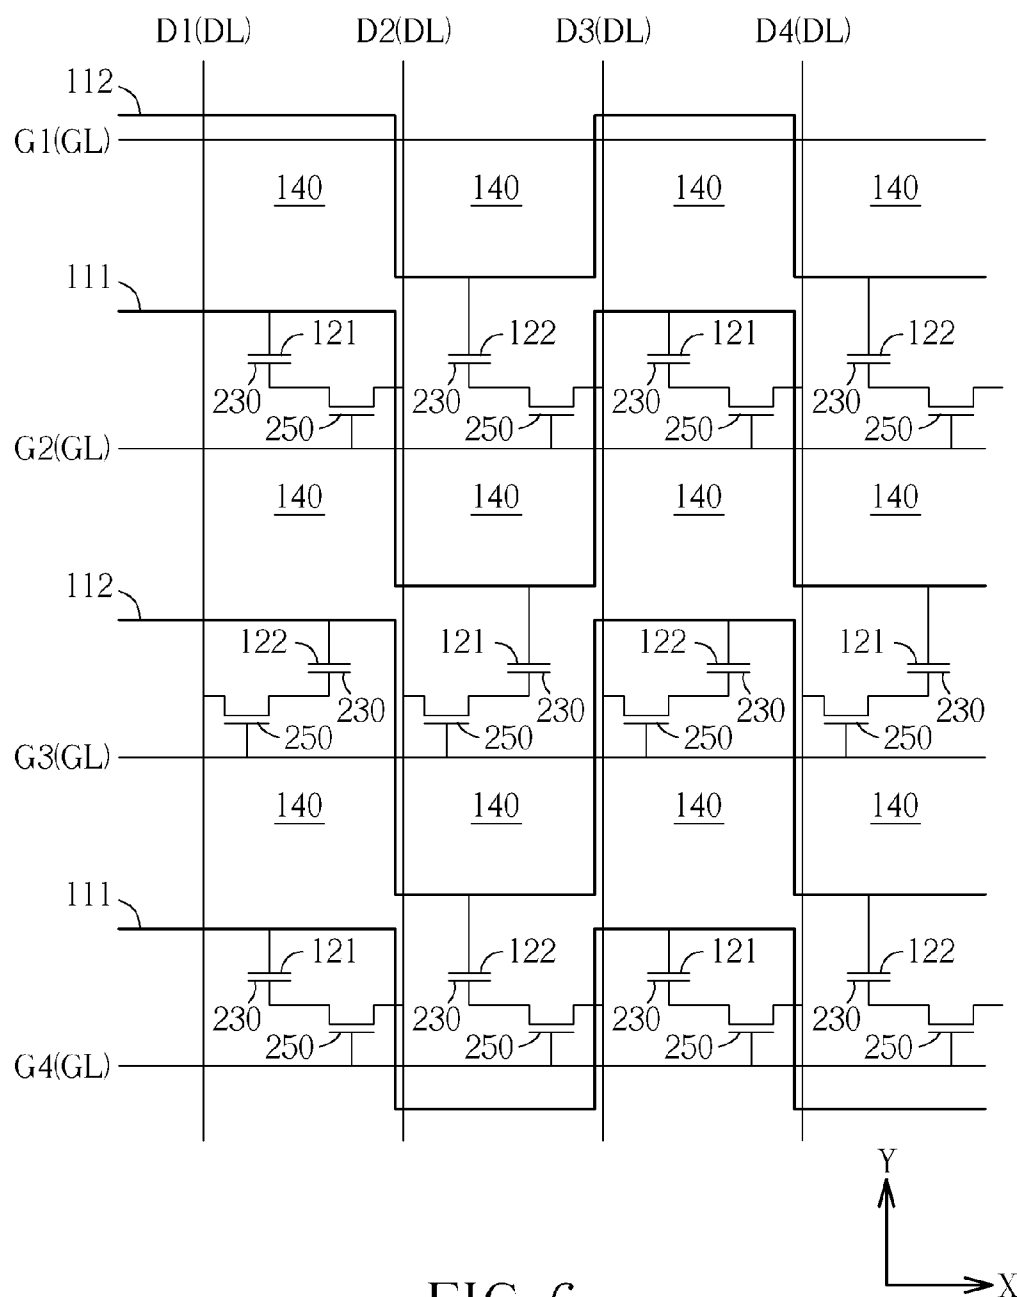 D1(DL) D2(DL) D3(DL) D4(DL)
112
G1(GL)
140 140 140 140
111
121 122 121 122
230 230 230 230
250 250 250 250
G2(GL)
140 140 140 140
112
122 121 122 121
230 230 230 230
250 250 250 250
G3(GL)
140 140 140 140
111
121 122 121 122
230 230 230 230
250 250 250 250
G4(GL)
Y
X
FIG. 6